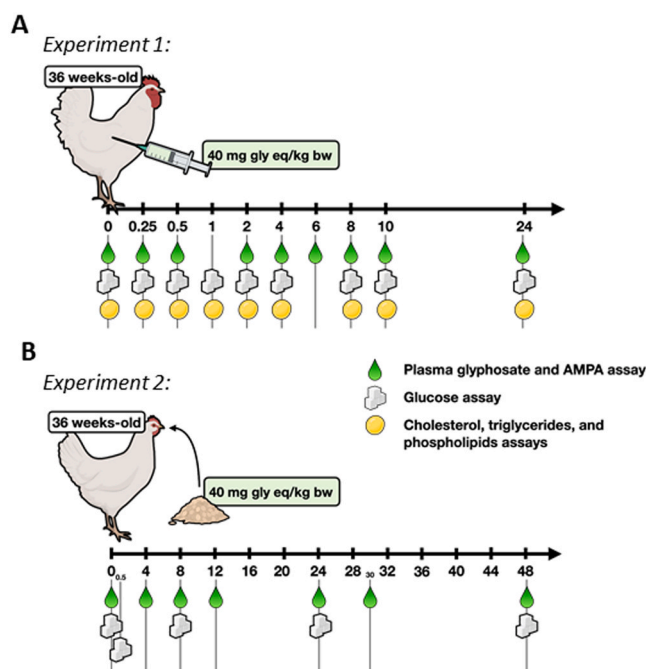 A
Experiment 1:
36 weeks-old
40 mg gly eq/kg bw
0 0.25 0.5 1 2 4 6 8 10 24
B
Experiment 2:
Plasma glyphosate and AMPA assay
Glucose assay
Cholesterol, triglycerides, and
phospholipids assays
36 weeks-old
40 mg gly eq/kg bw
0 0.5 4 8 12 16 20 24 28 30 32 36 40 44 48